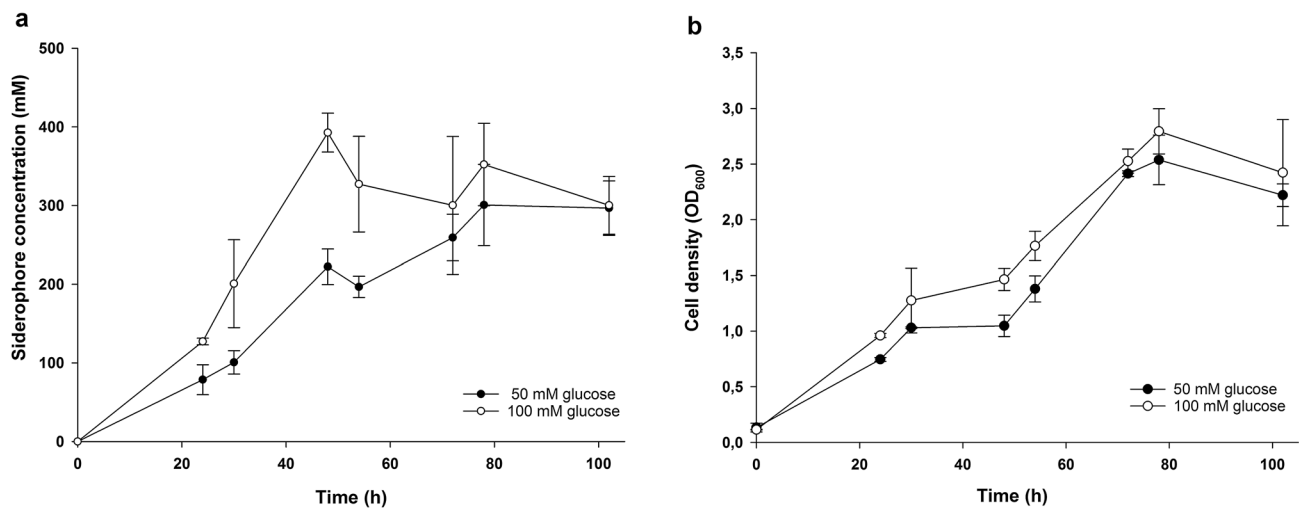 a
Siderophore concentration (mM)
500
400
300
200
100
0
0 20 40 60 80 100
Time (h)
50 mM glucose
100 mM glucose
b
Cell density (OD600)
3,5
3,0
2,5
2,0
1,5
1,0
0,5
0,0
0 20 40 60 80 100
Time (h)
50 mM glucose
100 mM glucose